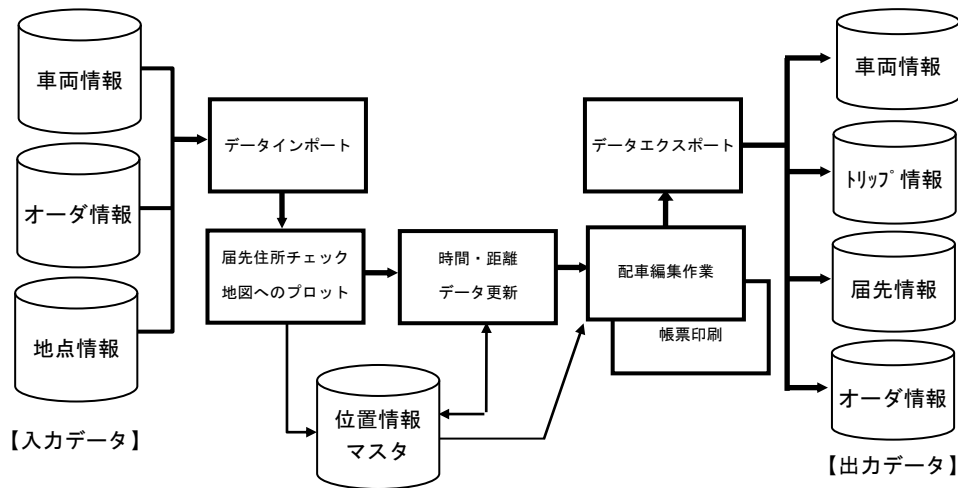 車両情報
オーダ情報
地点情報
【入力データ】
データインポート
届先住所チェック
地図へのプロット
時間・距離
データ更新
位置情報
マスタ
データエクスポート
配車編集作業
帳票印刷
車両情報
ﾄﾘｯﾌﾟ情報
届先情報
オーダ情報
【出力データ】